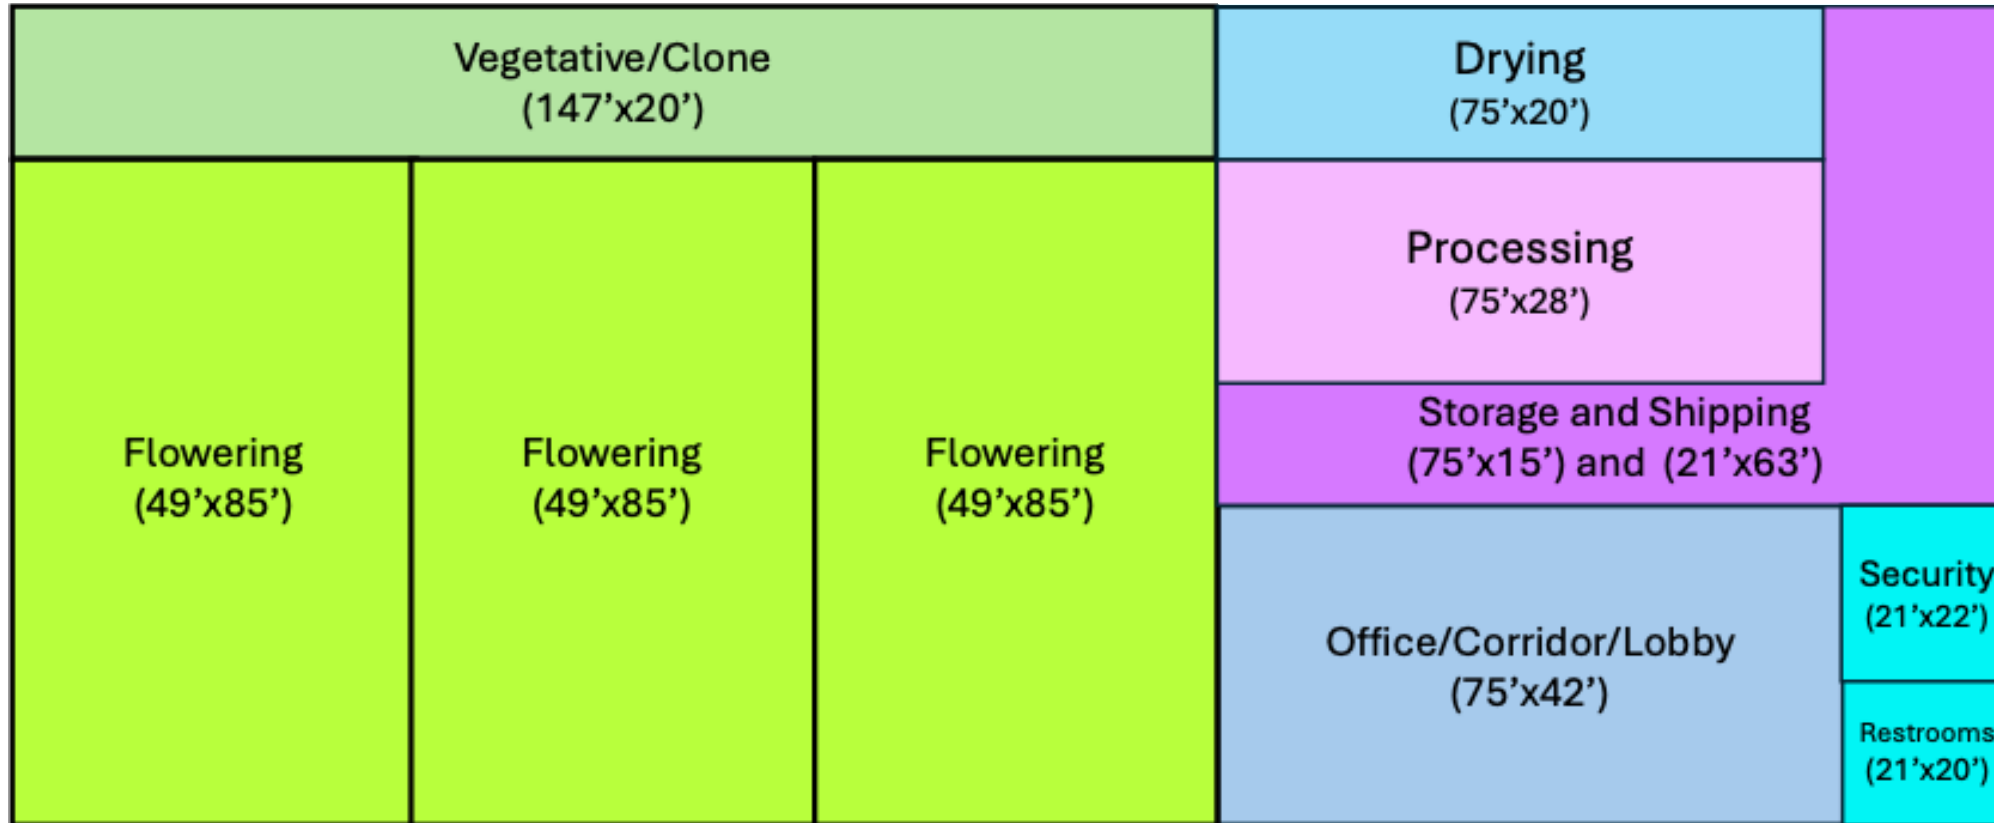 Vegetative/Clone
(147’x20’)
Drying
(75’x20’)
Processing
(75’x28’)
Storage and Shipping
(75’x15’) and  (21’x63’)
Flowering
(49’x85’)
Flowering
(49’x85’)
Flowering
(49’x85’)
Office/Corridor/Lobby
(75’x42’)
Security
(21’x22’)
Restrooms
(21’x20’)